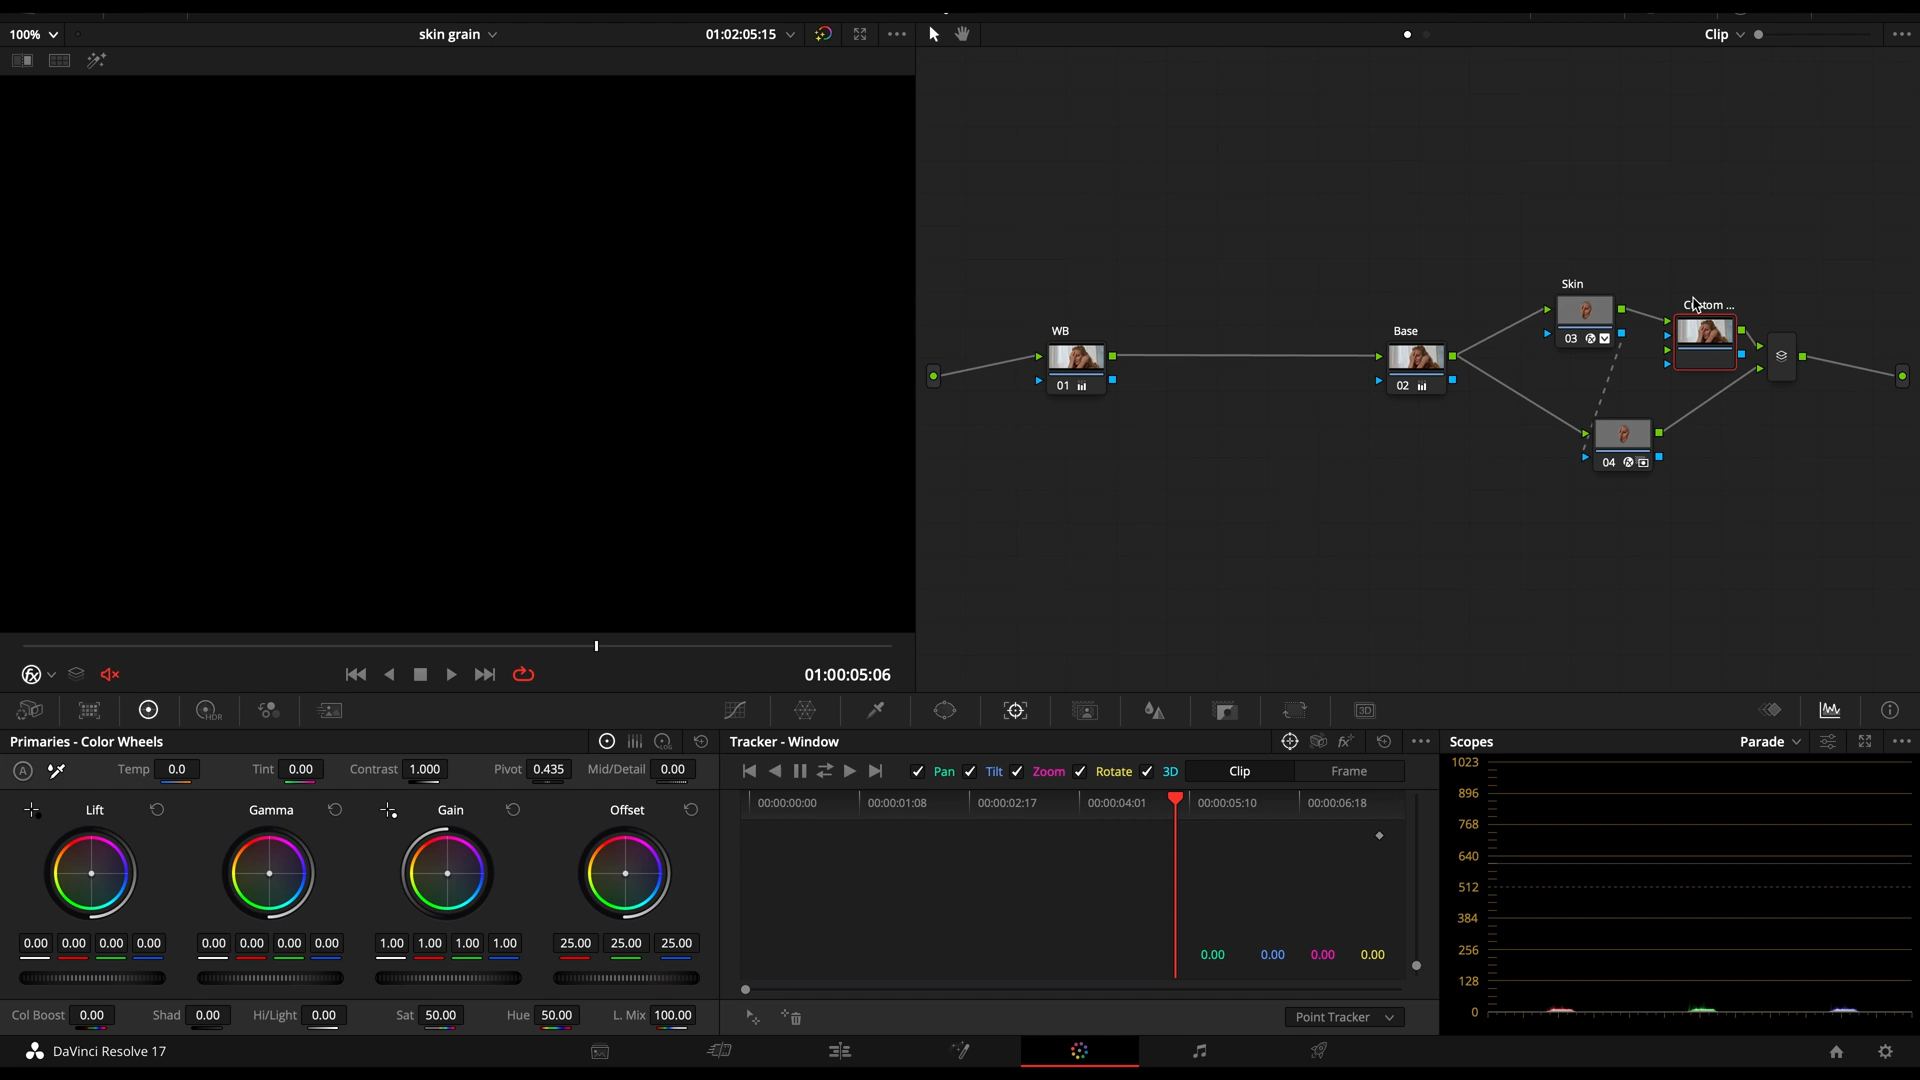 100%
skin grain
01:02:05:15
Clip
Skin
WB
Base
03
01
02
04
01:00:05:06
HDR
3D
Primaries - Color Wheels
LOG
Tracker - Window
Scopes
Parade
A
Temp 0.0
Tint 0.00
Contrast 1.000
Pivot 0.435
Mid/Detail 0.00
Pan
Tilt
Zoom
Rotate
3D
Clip
Frame
00:00:00:00
00:00:01:08
00:00:02:17
00:00:04:01
00:00:05:10
00:00:06:18
Lift
Gamma
Gain
Offset
0.00 0.00 0.00 0.00
0.00 0.00 0.00 0.00
1.00 1.00 1.00 1.00
25.00 25.00 25.00
0.00 0.00 0.00 0.00
1023
896
768
640
512
384
256
128
0
Col Boost 0.00
Shad 0.00
Hi/Light 0.00
Sat 50.00
Hue 50.00
L. Mix 100.00
Point Tracker
DaVinci Resolve 17